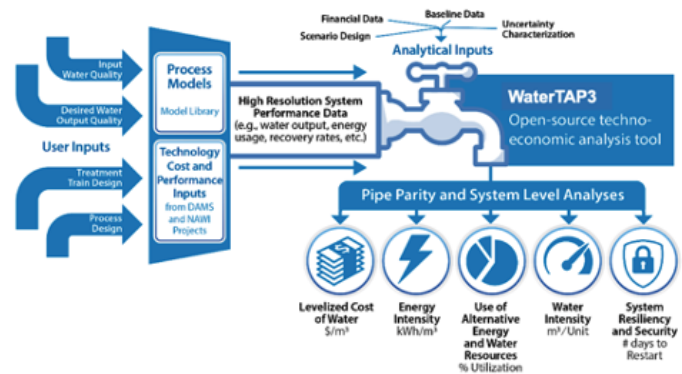 Financial Data
Baseline Data
Scenario Design
Uncertainty
Characterization
Analytical Inputs
Input
Water Quality
Desired Water
Output Quality
User Inputs
Treatment
Train Design
Process
Design
Process
Models
Model Library
Technology
Cost and
Performance
Inputs
from DAMS
and NAWI
Projects
High Resolution System
Performance Data
(e.g., water output, energy
usage, recovery rates, etc.)
WaterTAP3
Open-source techno-
economic analysis tool
Pipe Parity and System Level Analyses
Levelized Cost
of Water
$/m³
Energy
Intensity
kWh/m³
Use of
Alternative
Energy
and Water
Resources
% Utilization
Water
Intensity
m³/Unit
System
Resiliency
and Security
# days to
Restart